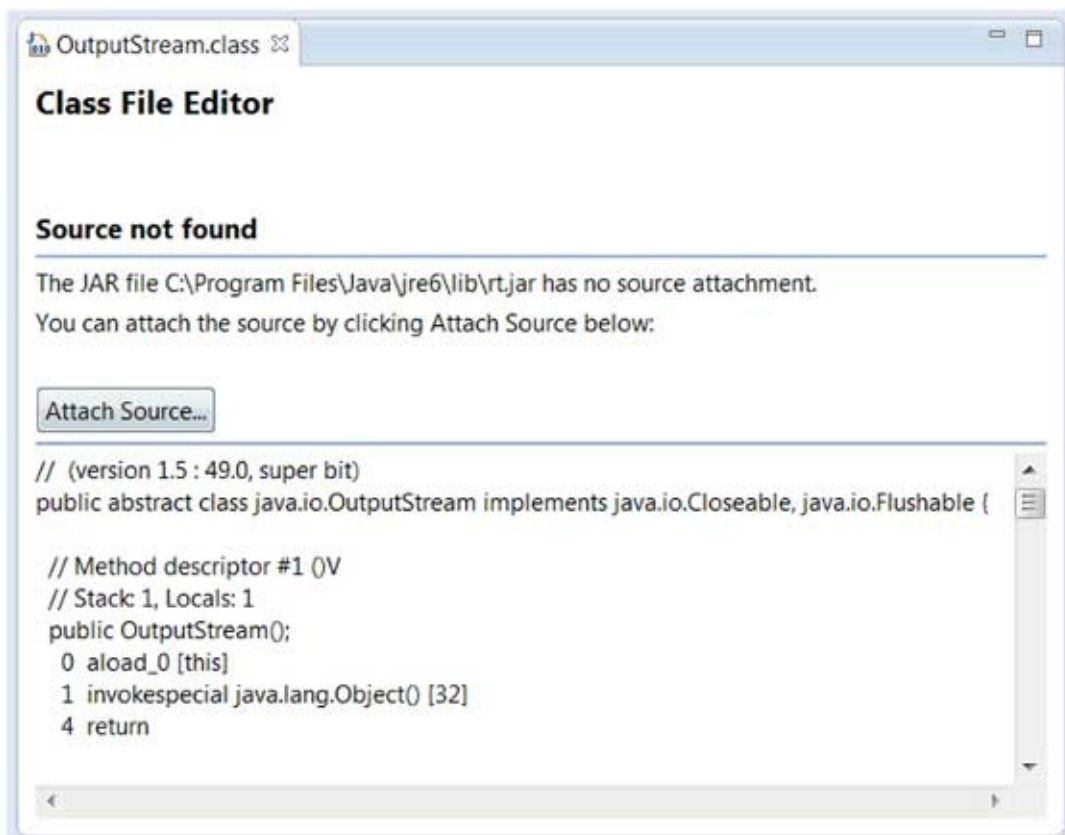 OutputStream.class
Class File Editor
Source not found
The JAR file C:\Program Files\Java\jre6\lib\rt.jar has no source attachment.
You can attach the source by clicking Attach Source below:
Attach Source...
// (version 1.5 : 49.0, super bit)
public abstract class java.io.OutputStream implements java.io.Closeable, java.io.Flushable {
// Method descriptor #1 ()V
// Stack: 1, Locals: 1
public OutputStream();
0 aload_0 [this]
1 invokespecial java.lang.Object() [32]
4 return